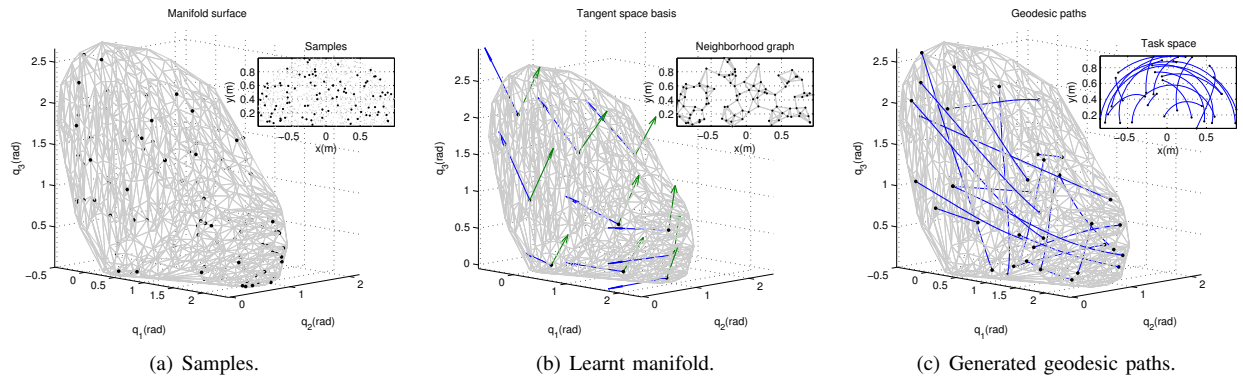 Manifold surface
Samples
y(m)
0.8
0.6
0.4
0.2
−0.5 0 0.5
x(m)
q3(rad)
2.5
2
1.5
1
0.5
0
−0.5 0 0.5 1 1.5 2
q1(rad)
0 1 2
q2(rad)
(a) Samples.
Tangent space basis
Neighborhood graph
y(m)
0.8
0.6
0.4
0.2
−0.5 0 0.5
x(m)
q3(rad)
2.5
2
1.5
1
0.5
0
0 1 2
q1(rad)
0 1 2
q2(rad)
(b) Learnt manifold.
Geodesic paths
Task space
y(m)
0.8
0.6
0.4
0.2
−0.5 0 0.5
x(m)
q3(rad)
2.5
2
1.5
1
0.5
0
−0.5 0 0.5 1 1.5 2
q1(rad)
0 1 2
q2(rad)
(c) Generated geodesic paths.